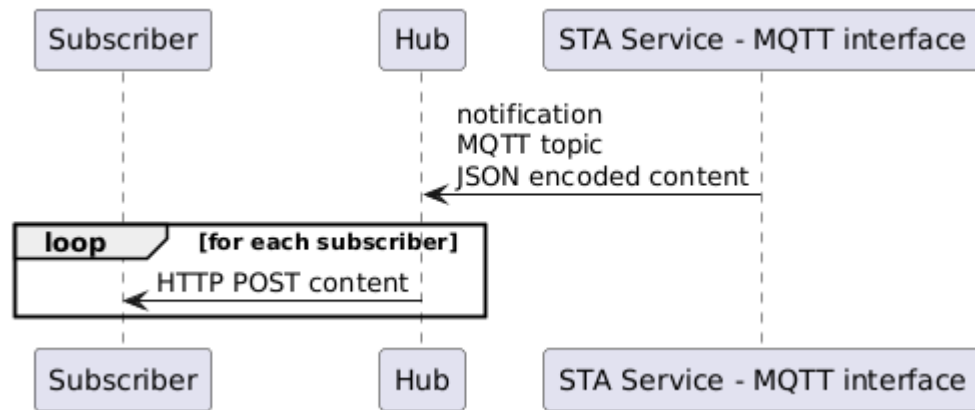 Subscriber
Hub
STA Service - MQTT interface
notification
MQTT topic
JSON encoded content
loop
[for each subscriber]
HTTP POST content
Subscriber
Hub
STA Service - MQTT interface